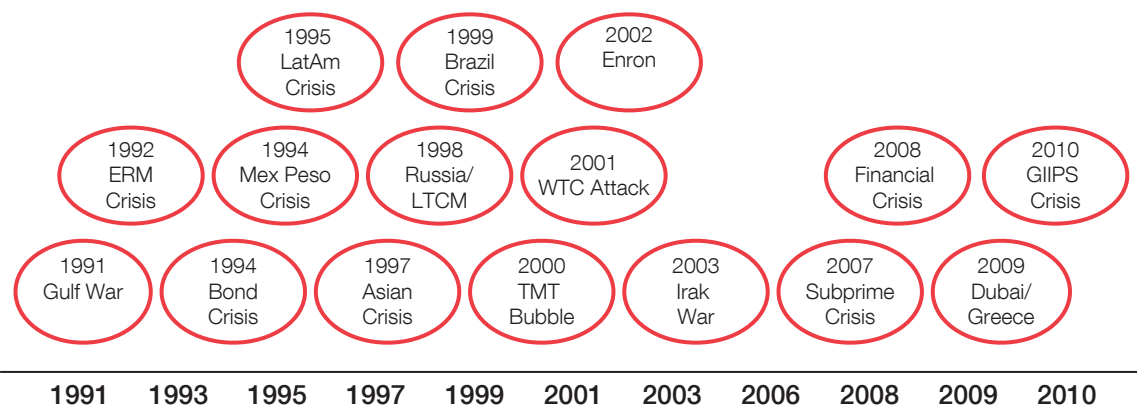 1995
LatAm
Crisis
1999
Brazil
Crisis
2002
Enron
1992
ERM
Crisis
1994
Mex Peso
Crisis
1998
Russia/
LTCM
2001
WTC Attack
2008
Financial
Crisis
2010
GIIPS
Crisis
1991
Gulf War
1994
Bond
Crisis
1997
Asian
Crisis
2000
TMT
Bubble
2003
Irak
War
2007
Subprime
Crisis
2009
Dubai/
Greece
1991 1993 1995 1997 1999 2001 2003 2006 2008 2009 2010